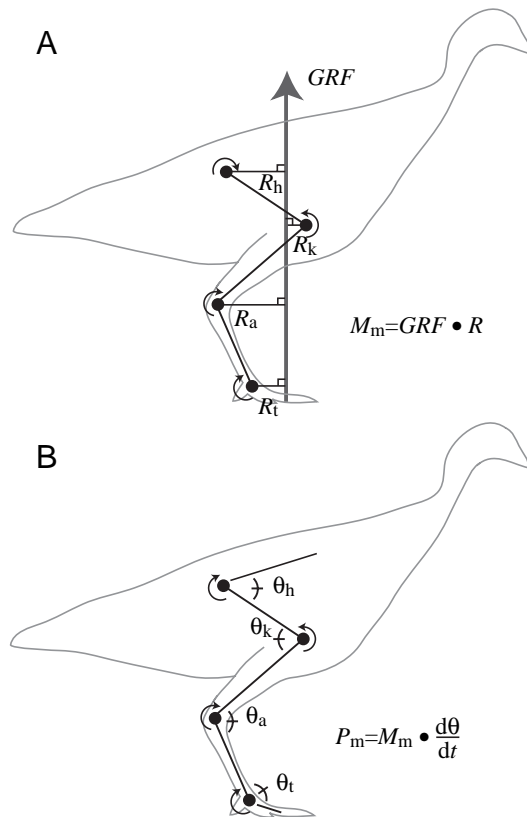 A
GRF
Rh
Rk
Ra
Mm=GRF • R
Rt
B
θh
θk
θa
Pm=Mm • dθ/dt
θt